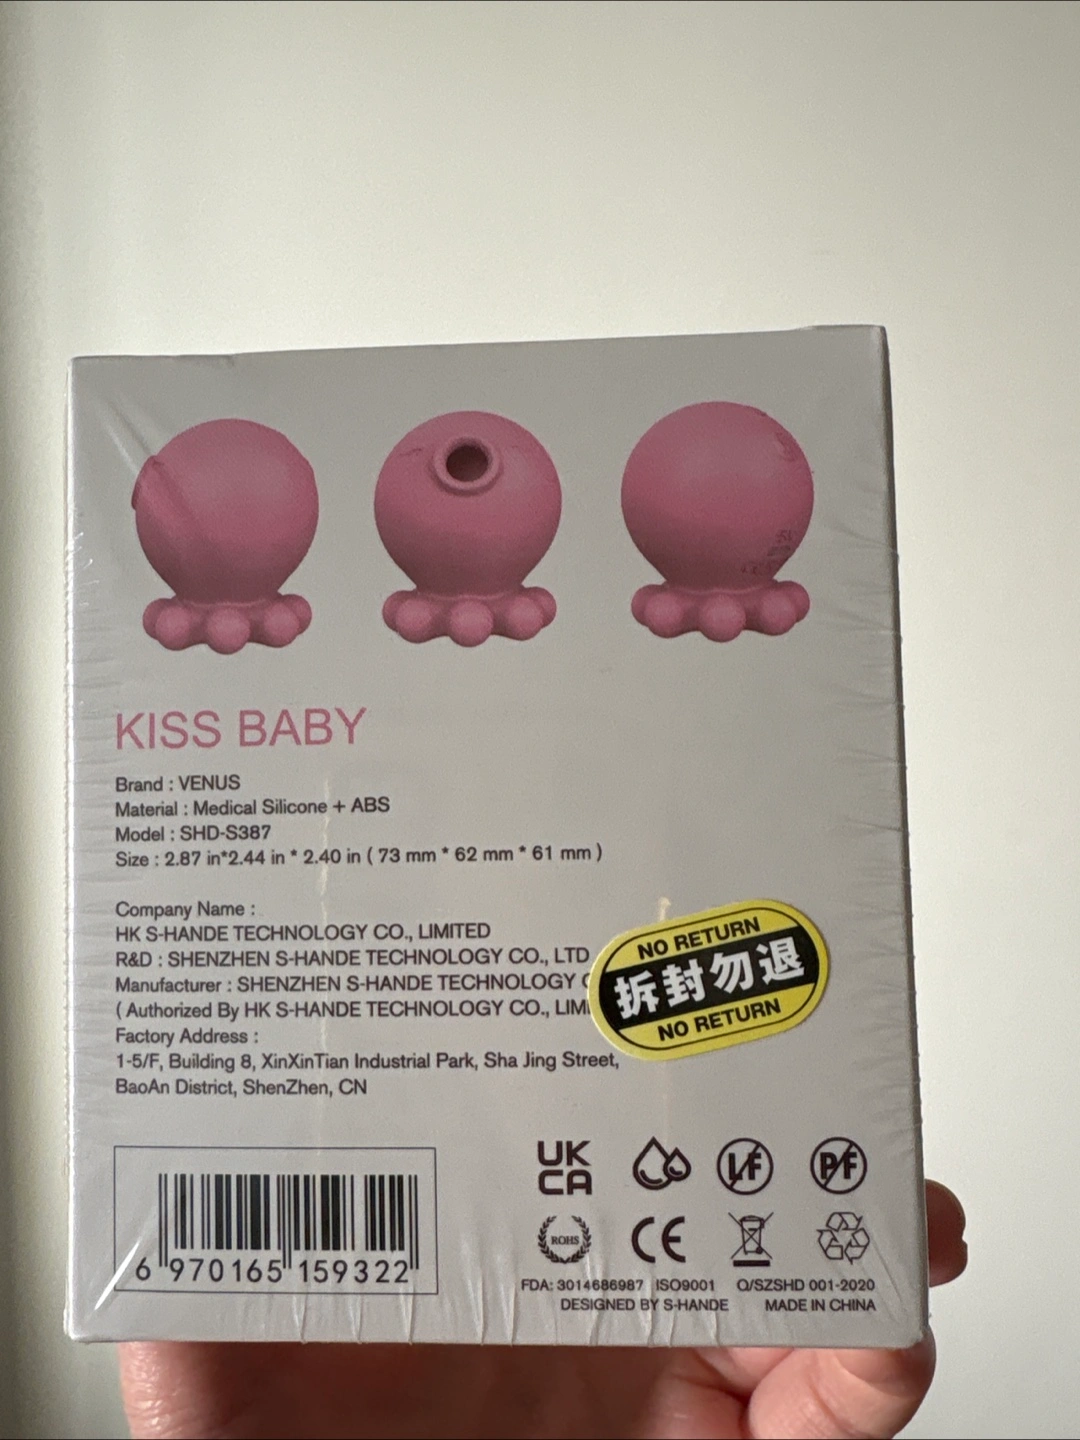 KISS BABY
Brand : VENUS
Material : Medical Silicone + ABS
Model : SHD-S387
Size : 2.87 in*2.44 in * 2.40 in ( 73 mm * 62 mm * 61 mm )
Company Name :
HK S-HANDE TECHNOLOGY CO., LIMITED
R&D : SHENZHEN S-HANDE TECHNOLOGY CO., LTD
Manufacturer : SHENZHEN S-HANDE TECHNOLOGY
( Authorized By HK S-HANDE TECHNOLOGY CO.,
Factory Address :
1-5/F, Building 8, XinXinTian Industrial Park, Sha Jing Street,
BaoAn District, ShenZhen, CN
NO RETURN
拆封勿退
NO RETURN
6 970165 159322
UK
CA
LF
P/F
ROHS
CE
FDA: 3014686987 ISO9001 Q/SZSHD 001-2020
DESIGNED BY S-HANDE MADE IN CHINA